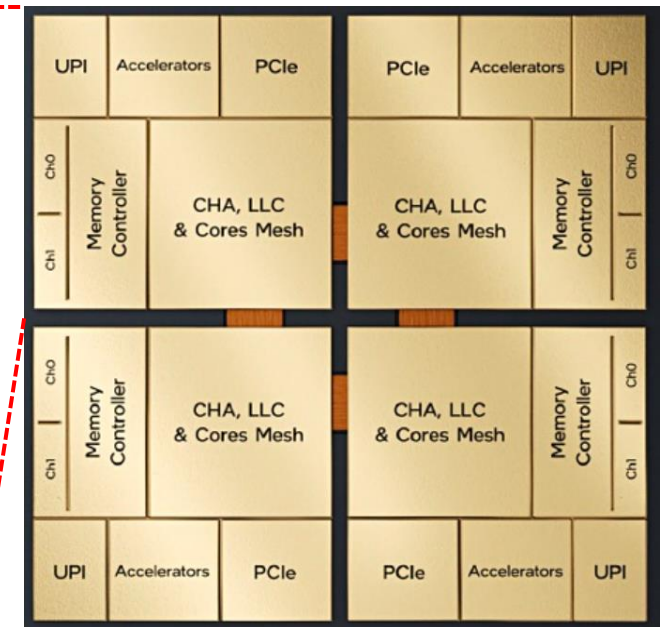 UPI Accelerators PCIe
PCIe Accelerators UPI
Ch0
Ch1
Memory
Controller
CHA, LLC
& Cores Mesh
CHA, LLC
& Cores Mesh
Memory
Controller
Ch0
Ch1
Ch0
Ch1
Memory
Controller
CHA, LLC
& Cores Mesh
CHA, LLC
& Cores Mesh
Memory
Controller
Ch0
Ch1
UPI Accelerators PCIe
PCIe Accelerators UPI